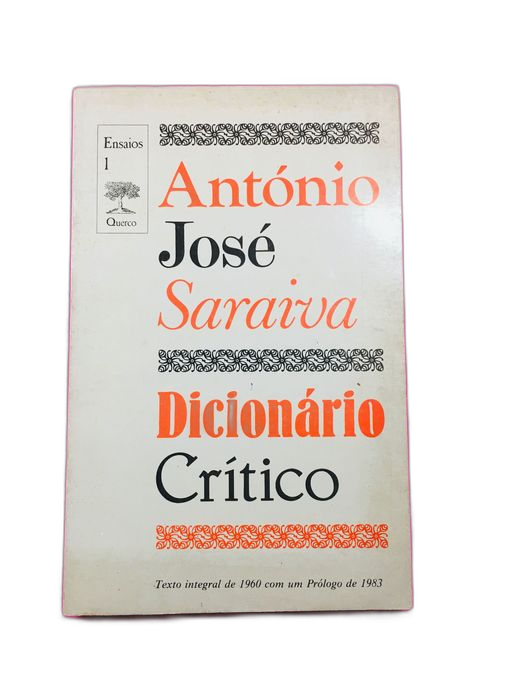 Ensaios
1
Querco
António
José
Saraiva
Dicionário
Crítico
Texto integral de 1960 com um Prólogo de 1983